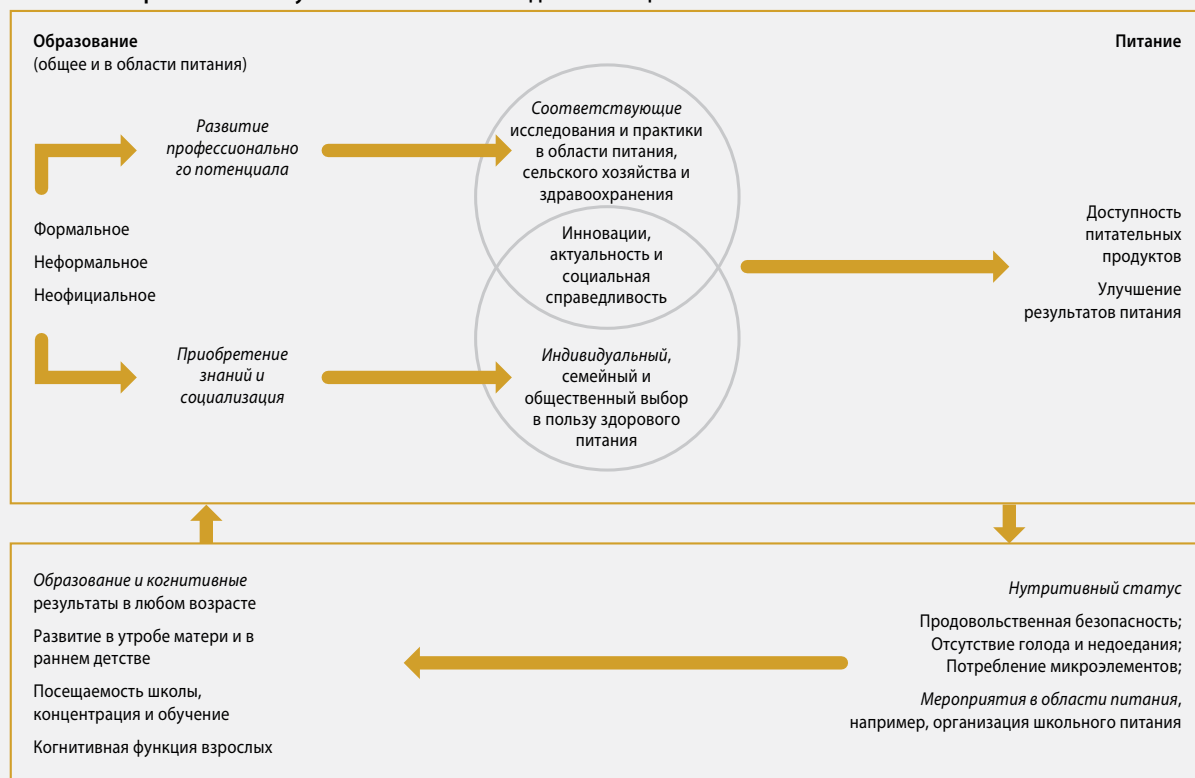 Образование
(общее и в области питания)
Питание
Развитие
профессионально
го потенциала
Соответствующие
исследования и практики
в области питания,
сельского хозяйства и
здравоохранения
Формальное
Неформальное
Неофициальное
Инновации,
актуальность и
социальная
справедливость
Доступность
питательных
продуктов
Улучшение
результатов питания
Приобретение
знаний и
социализация
Индивидуальный,
семейный и
общественный выбор
в пользу здорового
питания
Образование и когнитивные
результаты в любом возрасте
Развитие в утробе матери и в
раннем детстве
Посещаемость школы,
концентрация и обучение
Когнитивная функция взрослых
Нутритивный статус
Продовольственная безопасность;
Отсутствие голода и недоедания;
Потребление микроэлементов;
Мероприятия в области питания,
например, организация школьного питания